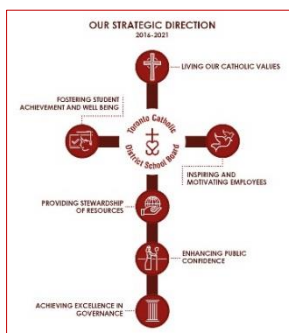 OUR STRATEGIC DIRECTION
2016-2021
LIVING OUR CATHOLIC VALUES
FOSTERING STUDENT
ACHIEVEMENT AND WELL BEING
Toronto Catholic
District School Board
INSPIRING AND
MOTIVATING EMPLOYEES
PROVIDING STEWARDSHIP
OF RESOURCES
ENHANCING PUBLIC
CONFIDENCE
ACHIEVING EXCELLENCE IN
GOVERNANCE